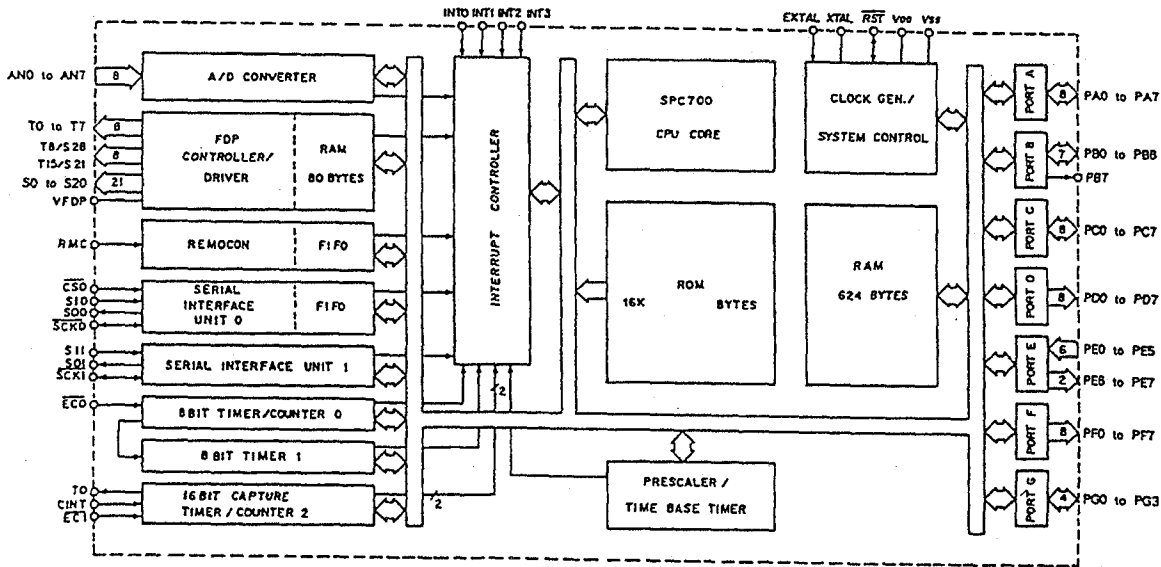 INT0 INT1 INT2 INT3
EXTAL XTAL RST VDD VSS
AN0 to AN7
8
A/D CONVERTER
T0 to T7
8
T8/S28
8
T15/S21
S0 to S20
21
VFDP
FDP
CONTROLLER/
DRIVER
RAM
80 BYTES
RMC
REMOCON
FIFO
CS0
SI0
SO0
SCK0
SERIAL
INTERFACE
UNIT 0
FIFO
SI1
SO1
SCK1
SERIAL INTERFACE UNIT 1
EC0
8BIT TIMER/COUNTER 0
8BIT TIMER 1
TO
CINT
EC1
16BIT CAPTURE
TIMER/COUNTER 2
2
2
INTERRUPT CONTROLLER
SPC700
CPU CORE
CLOCK GEN./
SYSTEM CONTROL
ROM
16K BYTES
RAM
624 BYTES
PRESCALER/
TIME BASE TIMER
PORT A
8
PA0 to PA7
PORT B
7
PB0 to PB6
PB7
PORT C
8
PC0 to PC7
PORT D
8
PD0 to PD7
PORT E
6
PE0 to PE5
2
PE6 to PE7
PORT F
8
PF0 to PF7
PORT G
4
PG0 to PG3